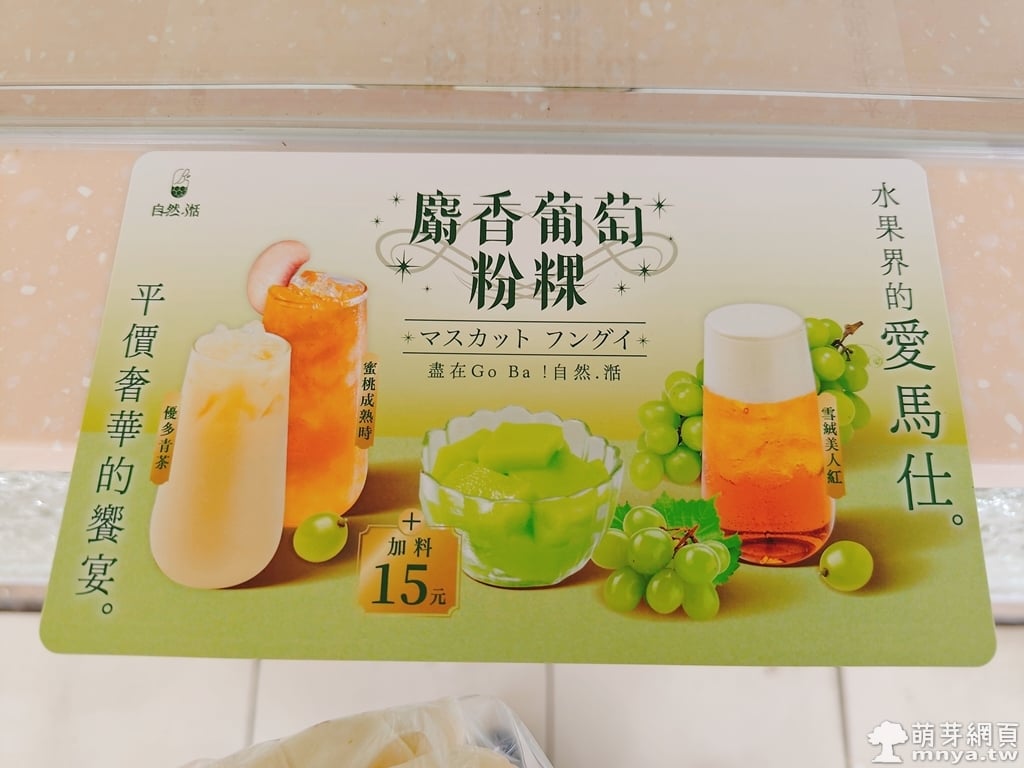 自然.湉
麝香葡萄
粉粿
マスカット フングイ
盡在Go Ba !自然.湉
水果界的愛馬仕。
平價奢華的饗宴。
優多青茶
蜜桃成熟時
雪絨美人紅
+
加料
15元
萌芽網頁
mnya.tw